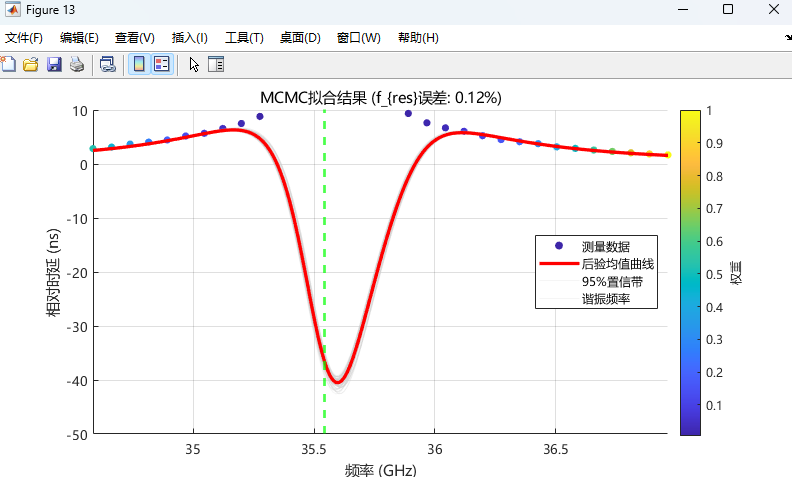 Figure 13
文件(F) 编辑(E) 查看(V) 插入(I) 工具(T) 桌面(D) 窗口(W) 帮助(H)
MCMC拟合结果 (f_{res}误差: 0.12%)
10
0
-10
-20
-30
-40
-50
相对时延 (ns)
35
35.5
36
36.5
频率 (GHz)
测量数据
后验均值曲线
95%置信带
谐振频率
1
0.9
0.8
0.7
0.6
0.5
0.4
0.3
0.2
0.1
权重